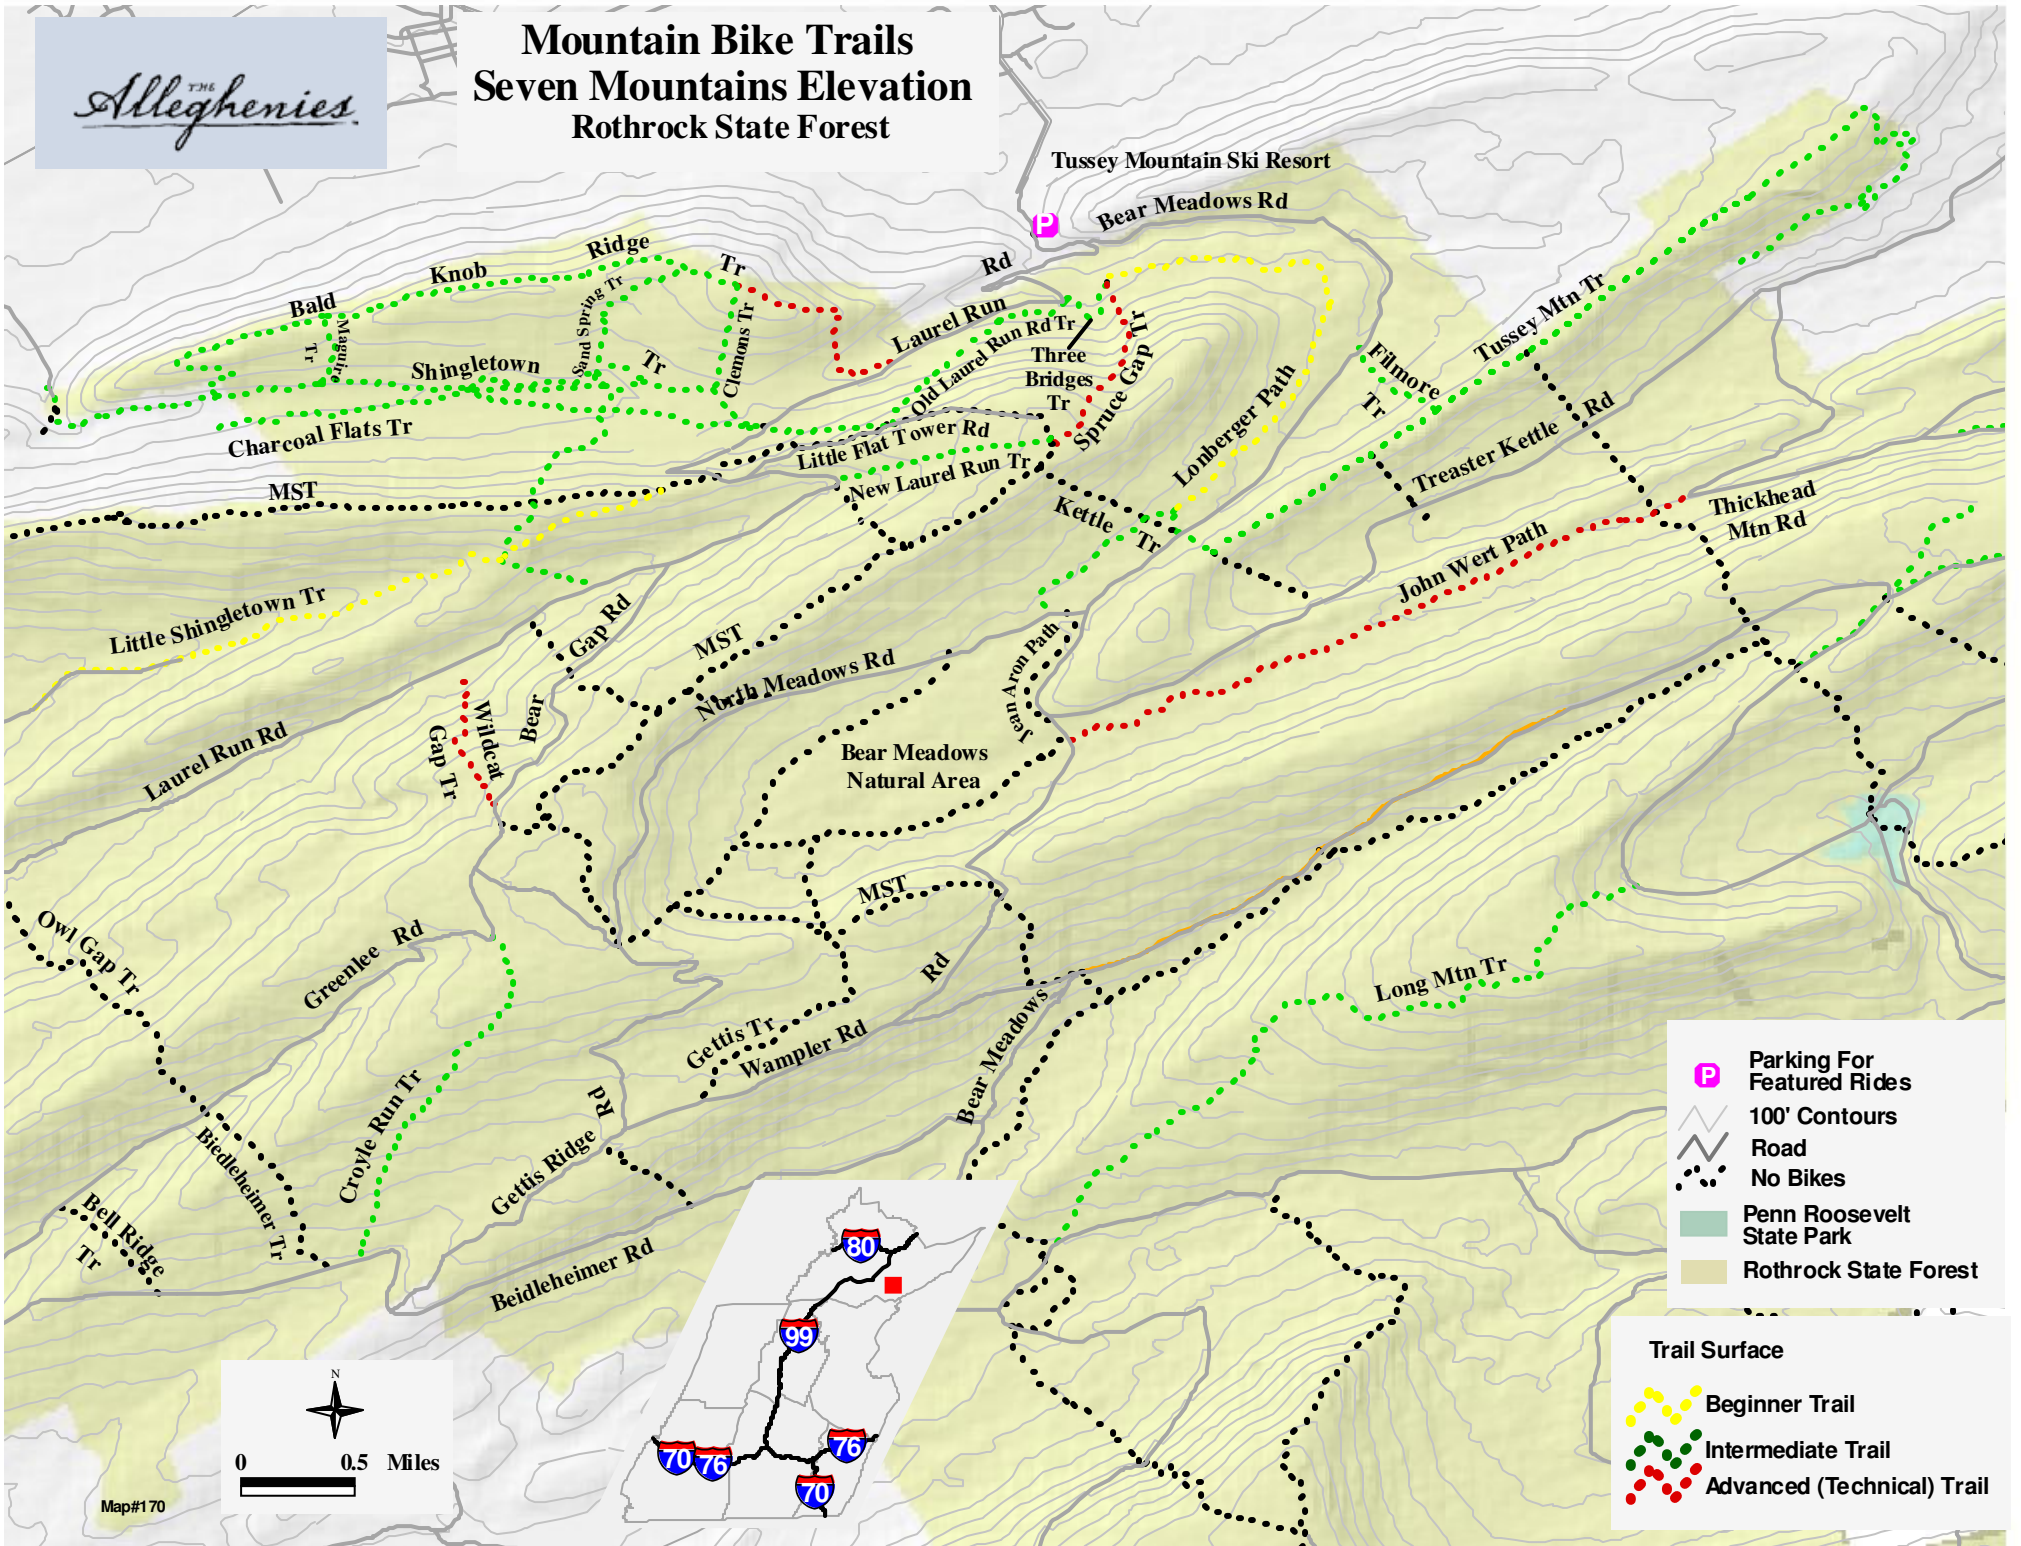 THE
Alleghenies
Mountain Bike Trails
Seven Mountains Elevation
Rothrock State Forest
Tussey Mountain Ski Resort
P
Bear Meadows Rd
Rd
Laurel Run
Bald
Knob
Ridge
Tr
Maguire
Tr
Sand Spring Tr
Shingletown
Tr
Clemons Tr
Old Laurel Run Rd Tr
Three
Bridges
Tr
Spruce Gap Tr
Lonberger Path
Filmore
Tr
Tussey Mtn Tr
Charcoal Flats Tr
Little Flat Tower Rd
New Laurel Run Tr
Treaster Kettle
Rd
MST
Kettle
Tr
Thickhead
Mtn Rd
John Wert Path
Little Shingletown Tr
Gap Rd
Bear
MST
North Meadows Rd
Jean Aron Path
Wildcat
Gap Tr
Laurel Run Rd
Bear Meadows
Natural Area
MST
Owl Gap Tr
Greenlee
Rd
Rd
Long Mtn Tr
Gettis Tr
Wampler Rd
Bear Meadows
Croyle Run Tr
Rd
Gettis Ridge
Biedleheimer Tr
Bell Ridge
Tr
Beidleheimer Rd
80
99
70
76
76
70
N
0
0.5
Miles
Map#170
P
Parking For
Featured Rides
100' Contours
Road
No Bikes
Penn Roosevelt
State Park
Rothrock State Forest
Trail Surface
Beginner Trail
Intermediate Trail
Advanced (Technical) Trail